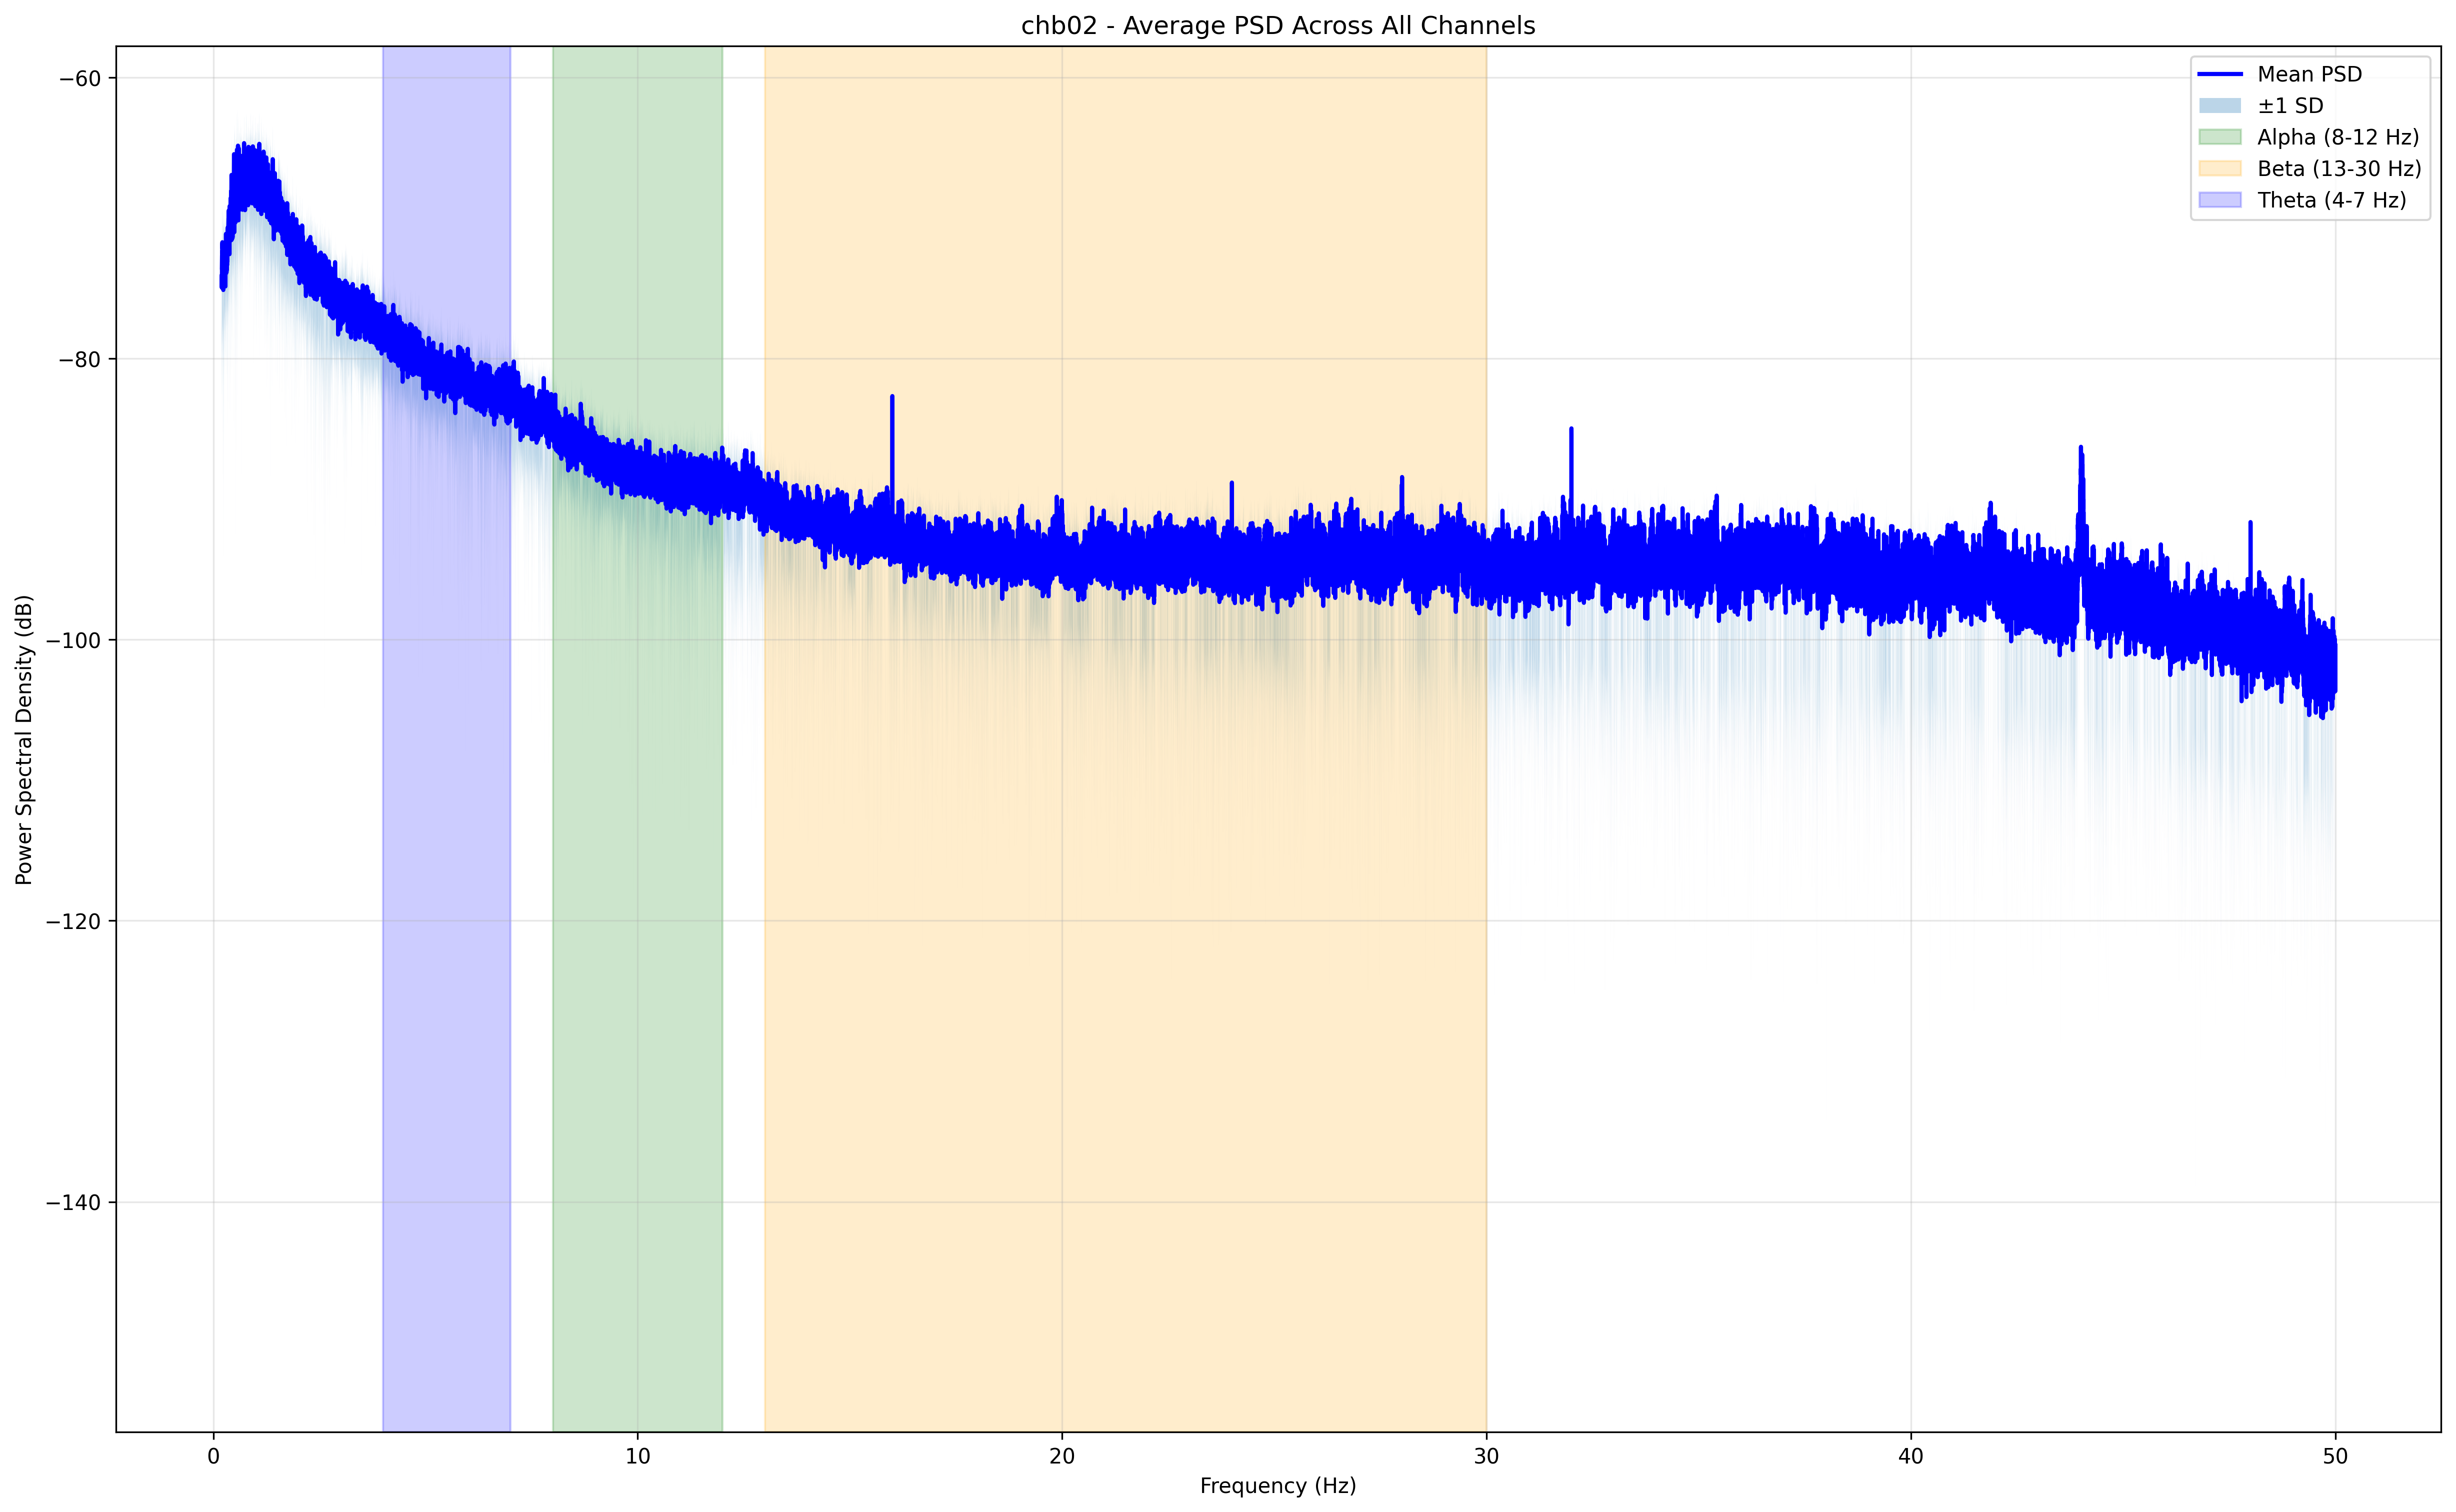 chb02 - Average PSD Across All Channels
Mean PSD
±1 SD
Alpha (8-12 Hz)
Beta (13-30 Hz)
Theta (4-7 Hz)
Power Spectral Density (dB)
−60
−80
−100
−120
−140
0 10 20 30 40 50
Frequency (Hz)